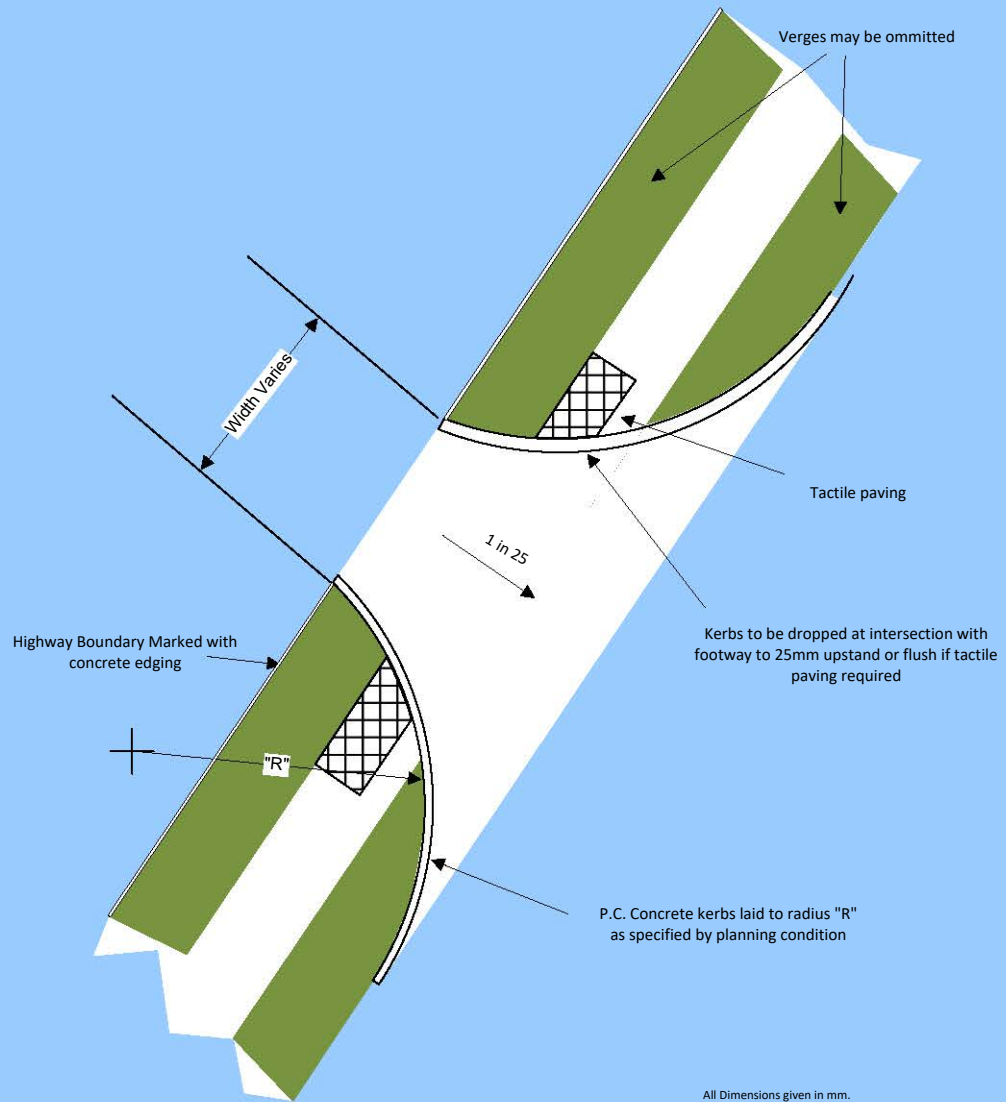 Verges may be ommitted
Width Varies
Tactile paving
1 in 25
Kerbs to be dropped at intersection with
footway to 25mm upstand or flush if tactile
paving required
Highway Boundary Marked with
concrete edging
"R"
P.C. Concrete kerbs laid to radius "R"
as specified by planning condition
All Dimensions given in mm.